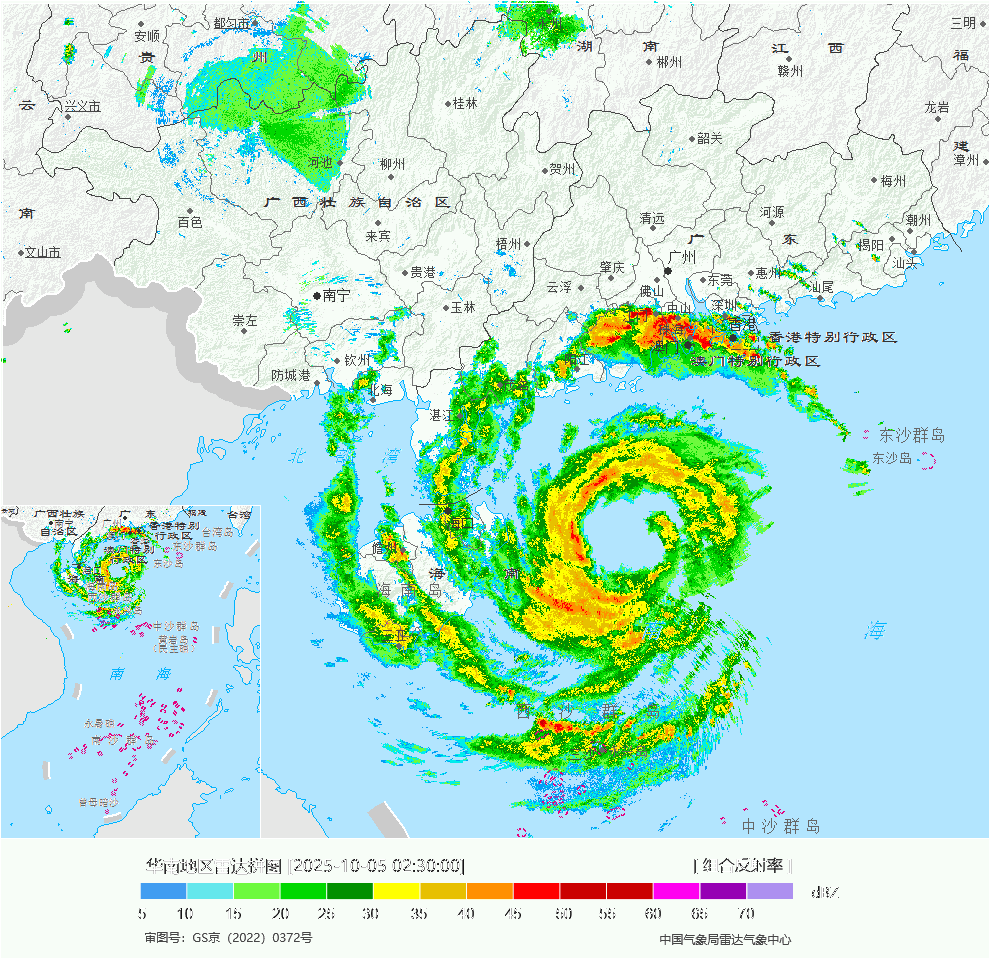 安顺
都匀市
永州
三明
贵
州
湖
南
江
西
福
郴州
赣州
云
兴义市
桂林
龙岩
韶关
建
河池
柳州
贺州
漳州
梅州
广西壮族自治区
南
百色
清远
河源
潮州
来宾
梧州
广
东
揭阳
文山市
广州
汕头
贵港
肇庆
东莞
惠州
云浮
佛山
汕尾
南宁
玉林
中山
深圳
崇左
香港
香港特别行政区
钦州
澳门特别行政区
防城港
北海
湛江
东沙群岛
东沙岛
北
湾
海口
儋州
海
南
海南岛
三亚
海
西沙群岛
中沙群岛
广西壮族
自治区
广
东
福建
台湾
香港特别
行政区
台湾岛
东沙群岛
东沙岛
中沙群岛
黄岩岛
(民主礁)
南
海
永暑礁
南沙群岛
曾母暗沙
华南地区雷达拼图 [2025-10-05 02:30:00]
[ 组合反射率 ]
dBZ
5 10 15 20 25 30 35 40 45 50 55 60 65 70
审图号：GS京（2022）0372号
中国气象局雷达气象中心